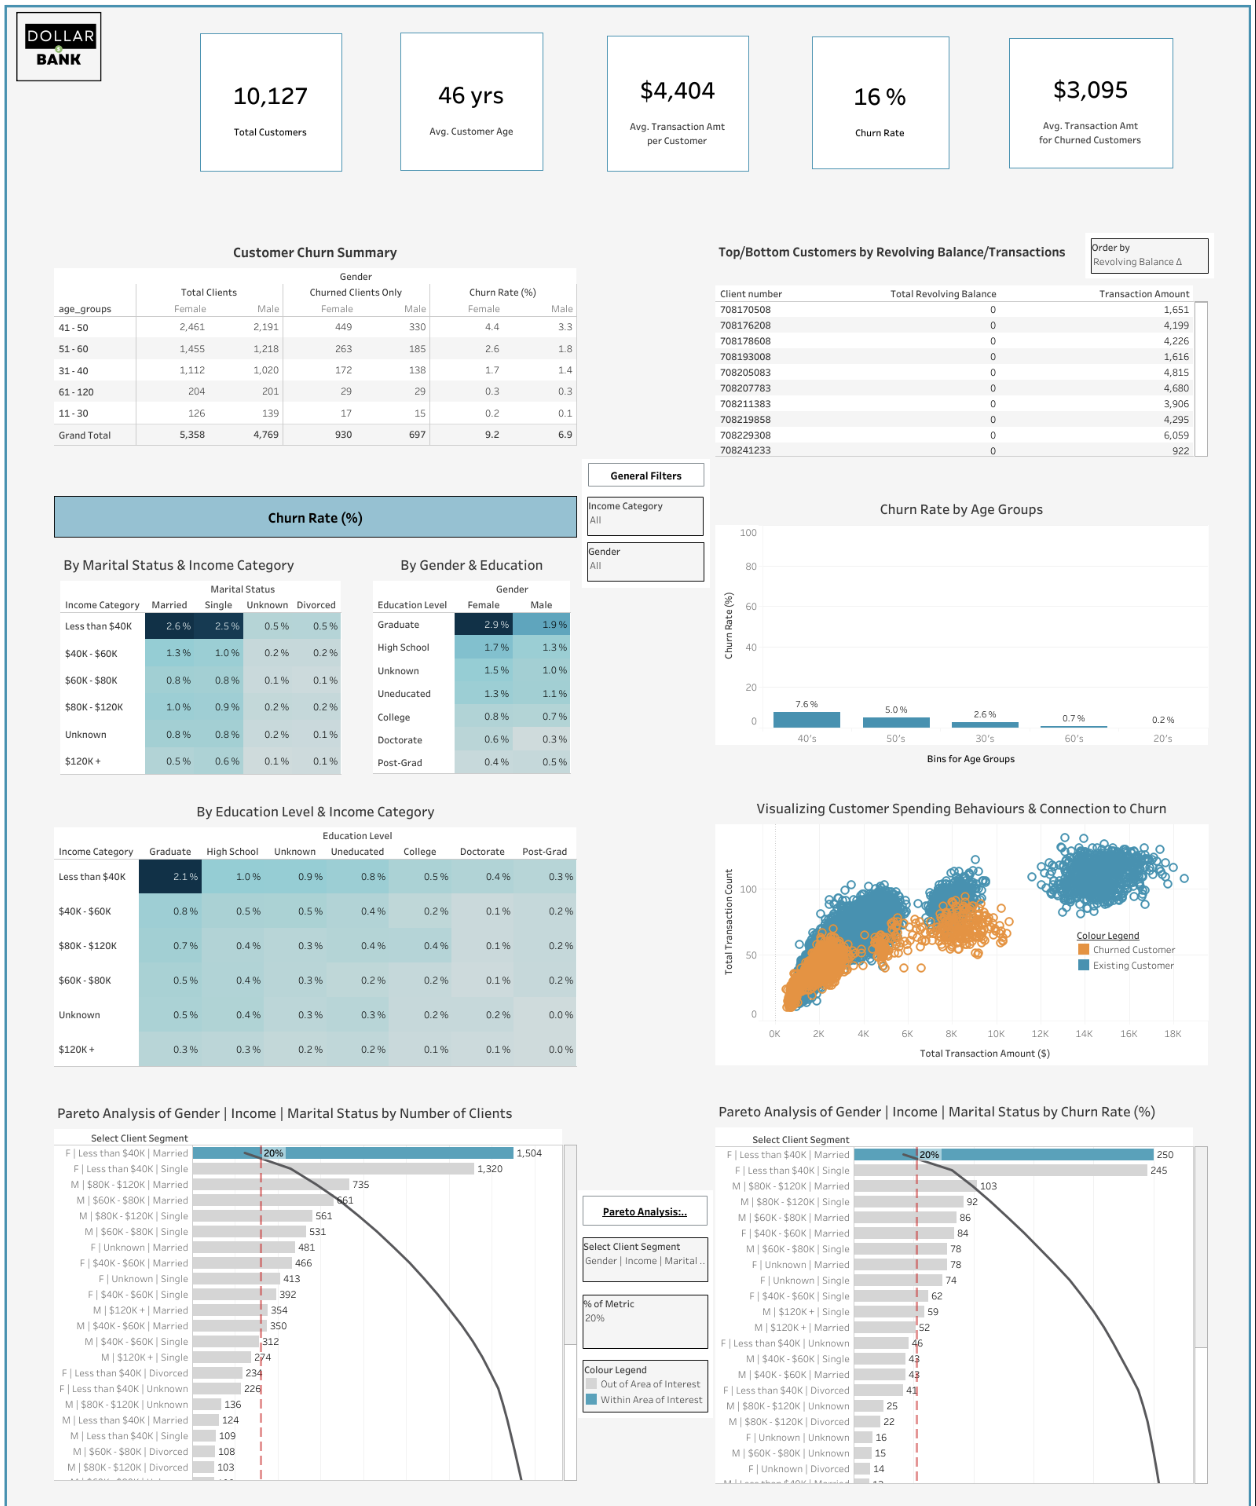 DOLLAR
BANK
10,127
Total Customers
46 yrs
Avg. Customer Age
$4,404
Avg. Transaction Amt
per Customer
16 %
Churn Rate
$3,095
Avg. Transaction Amt
for Churned Customers
Customer Churn Summary
Gender
Total Clients Churned Clients Only Churn Rate (%)
age_groups Female Male Female Male Female Male
41 - 50 2,461 2,191 449 330 4.4 3.3
51 - 60 1,455 1,218 263 185 2.6 1.8
31 - 40 1,112 1,020 172 138 1.7 1.4
61 - 120 204 201 29 29 0.3 0.3
11 - 30 126 139 17 15 0.2 0.1
Grand Total 5,358 4,769 930 697 9.2 6.9
Top/Bottom Customers by Revolving Balance/Transactions
Order by
Revolving Balance Δ
Client number Total Revolving Balance Transaction Amount
708170508 0 1,651
708176208 0 4,199
708178608 0 4,226
708193008 0 1,616
708205083 0 4,815
708207783 0 4,680
708211383 0 3,906
708219858 0 4,295
708229308 0 6,059
708241233 0 922
General Filters
Income Category
All
Gender
All
Churn Rate (%)
By Marital Status & Income Category
Marital Status
Income Category Married Single Unknown Divorced
Less than $40K 2.6 % 2.5 % 0.5 % 0.5 %
$40K - $60K 1.3 % 1.0 % 0.2 % 0.2 %
$60K - $80K 0.8 % 0.8 % 0.1 % 0.1 %
$80K - $120K 1.0 % 0.9 % 0.2 % 0.2 %
Unknown 0.8 % 0.8 % 0.2 % 0.1 %
$120K + 0.5 % 0.6 % 0.1 % 0.1 %
By Gender & Education
Gender
Education Level Female Male
Graduate 2.9 % 1.9 %
High School 1.7 % 1.3 %
Unknown 1.5 % 1.0 %
Uneducated 1.3 % 1.1 %
College 0.8 % 0.7 %
Doctorate 0.6 % 0.3 %
Post-Grad 0.4 % 0.5 %
Churn Rate by Age Groups
Churn Rate (%)
100
80
60
40
20
0
7.6 % 5.0 % 2.6 % 0.7 % 0.2 %
40's 50's 30's 60's 20's
Bins for Age Groups
By Education Level & Income Category
Education Level
Income Category Graduate High School Unknown Uneducated College Doctorate Post-Grad
Less than $40K 2.1 % 1.0 % 0.9 % 0.8 % 0.5 % 0.4 % 0.3 %
$40K - $60K 0.8 % 0.5 % 0.5 % 0.4 % 0.2 % 0.1 % 0.2 %
$80K - $120K 0.7 % 0.4 % 0.3 % 0.4 % 0.4 % 0.1 % 0.2 %
$60K - $80K 0.5 % 0.4 % 0.3 % 0.2 % 0.2 % 0.1 % 0.2 %
Unknown 0.5 % 0.4 % 0.3 % 0.3 % 0.2 % 0.2 % 0.0 %
$120K + 0.3 % 0.3 % 0.2 % 0.2 % 0.1 % 0.1 % 0.0 %
Visualizing Customer Spending Behaviours & Connection to Churn
Total Transaction Count
100
50
0
Colour Legend
Churned Customer
Existing Customer
0K 2K 4K 6K 8K 10K 12K 14K 16K 18K
Total Transaction Amount ($)
Pareto Analysis of Gender | Income | Marital Status by Number of Clients
Select Client Segment
F | Less than $40K | Married 20% 1,504
F | Less than $40K | Single 1,320
M | $80K - $120K | Married 735
M | $60K - $80K | Married 661
M | $80K - $120K | Single 561
M | $60K - $80K | Single 531
F | Unknown | Married 481
F | $40K - $60K | Married 466
F | Unknown | Single 413
F | $40K - $60K | Single 392
M | $120K + | Married 354
M | $40K - $60K | Married 350
M | $40K - $60K | Single 312
M | $120K + | Single 274
F | Less than $40K | Divorced 234
F | Less than $40K | Unknown 226
M | $80K - $120K | Unknown 136
M | Less than $40K | Married 124
M | Less than $40K | Single 109
M | $60K - $80K | Divorced 108
M | $80K - $120K | Divorced 103
Pareto Analysis:..
Select Client Segment
Gender | Income | Marital ..
% of Metric
20%
Colour Legend
Out of Area of Interest
Within Area of Interest
Pareto Analysis of Gender | Income | Marital Status by Churn Rate (%)
Select Client Segment
F | Less than $40K | Married 20% 250
F | Less than $40K | Single 245
M | $80K - $120K | Married 103
M | $80K - $120K | Single 92
M | $60K - $80K | Married 86
F | $40K - $60K | Married 84
M | $60K - $80K | Single 78
F | Unknown | Married 78
F | Unknown | Single 74
F | $40K - $60K | Single 62
M | $120K + | Single 59
M | $120K + | Married 52
F | Less than $40K | Unknown 46
M | $40K - $60K | Single 43
M | $40K - $60K | Married 43
F | Less than $40K | Divorced 41
M | $80K - $120K | Unknown 25
M | $80K - $120K | Divorced 22
F | Unknown | Unknown 16
M | $60K - $80K | Unknown 15
F | Unknown | Divorced 14